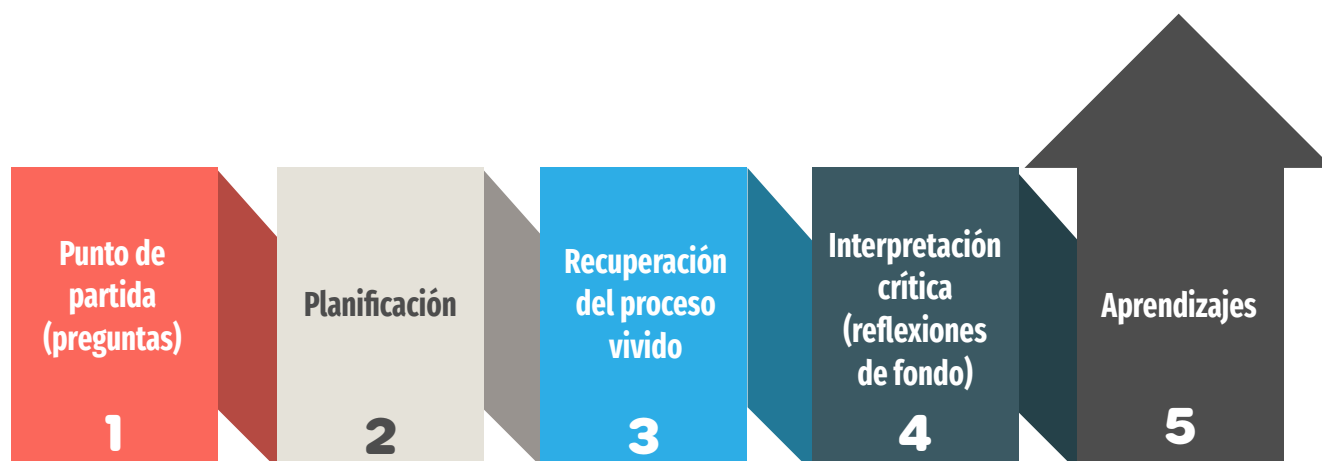 Punto de
partida
(preguntas)
1
Planificación
2
Recuperación
del proceso
vivido
3
Interpretación
crítica
(reflexiones
de fondo)
4
Aprendizajes
5